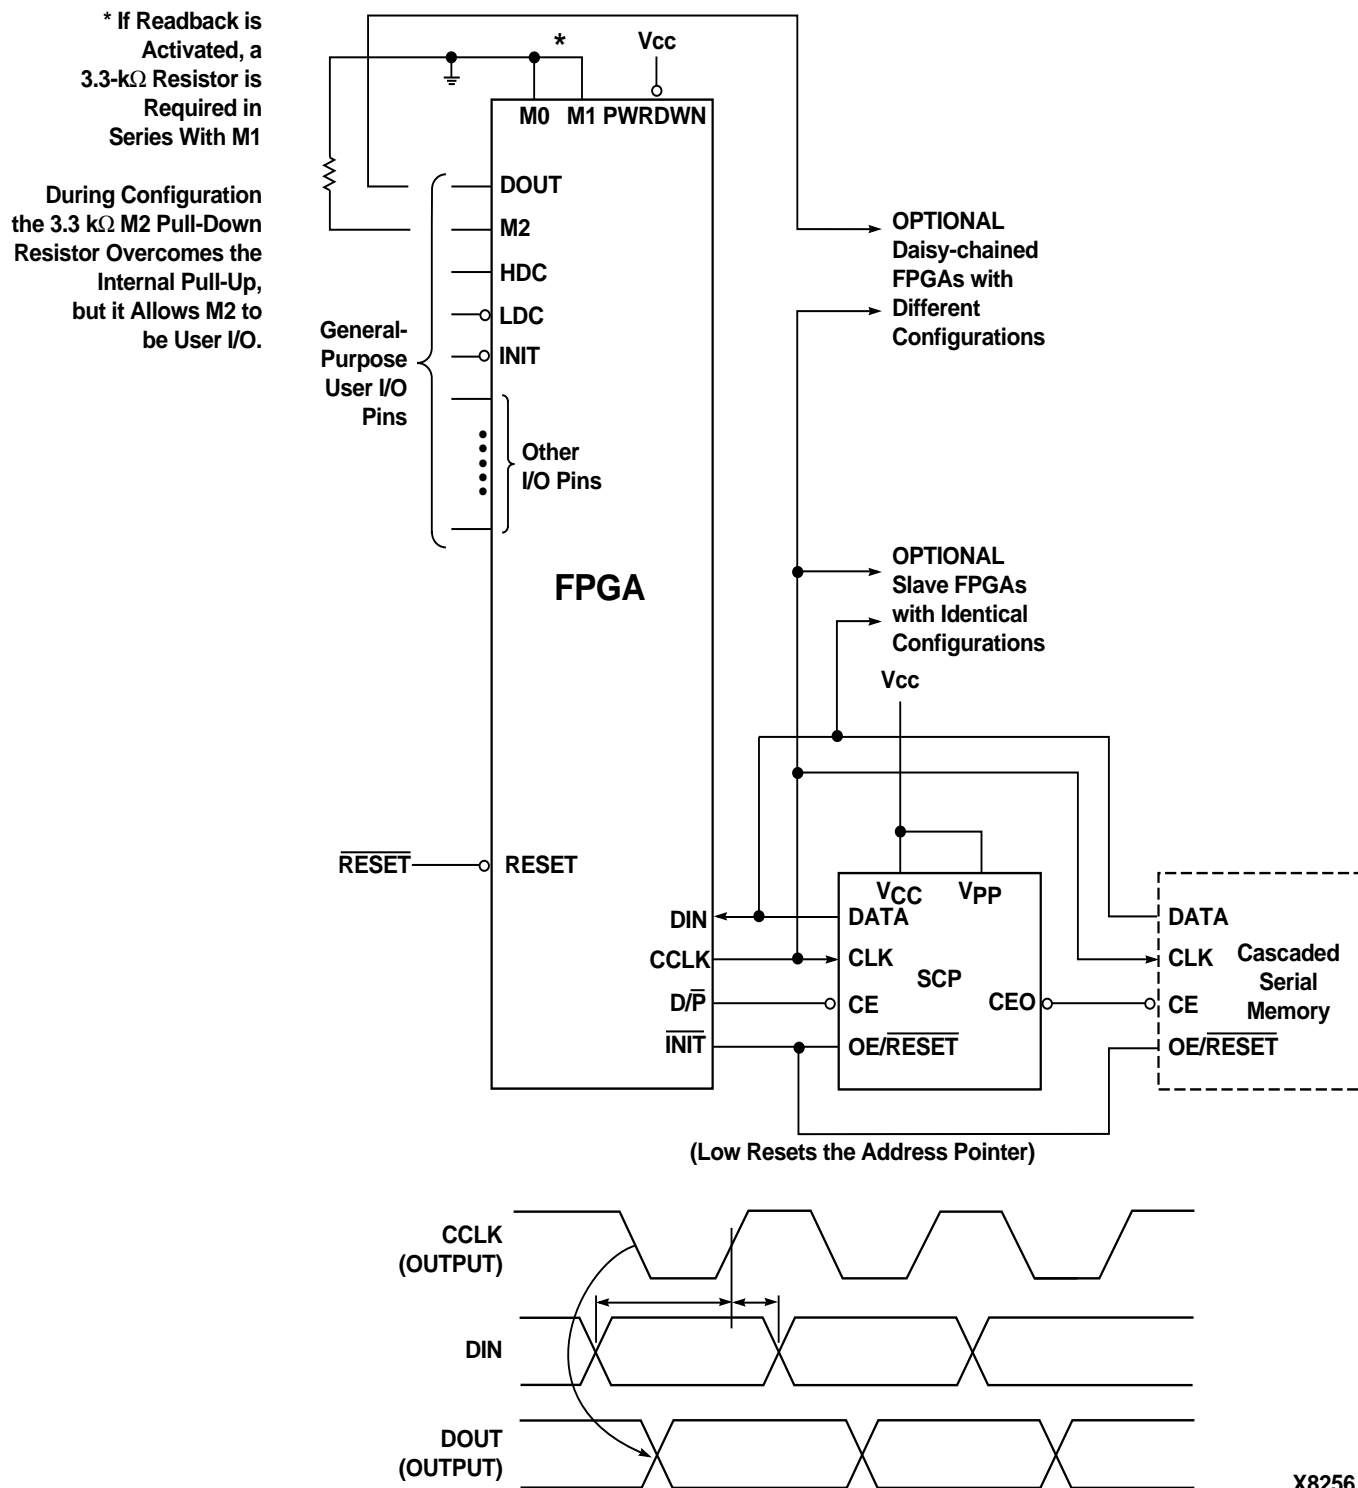 * If Readback is
Activated, a
3.3-kΩ Resistor is
Required in
Series With M1
During Configuration
the 3.3 kΩ M2 Pull-Down
Resistor Overcomes the
Internal Pull-Up,
but it Allows M2 to
be User I/O.
*
Vcc
M0 M1 PWRDWN
DOUT
M2
HDC
LDC
INIT
General-
Purpose
User I/O
Pins
Other
I/O Pins
OPTIONAL
Daisy-chained
FPGAs with
Different
Configurations
FPGA
OPTIONAL
Slave FPGAs
with Identical
Configurations
Vcc
RESET
RESET
DIN
CCLK
D/P
INIT
VCC
VPP
DATA
CLK
SCP
CE
CEO
OE/RESET
DATA
CLK
CE
OE/RESET
Cascaded
Serial
Memory
(Low Resets the Address Pointer)
CCLK
(OUTPUT)
DIN
DOUT
(OUTPUT)
X8256